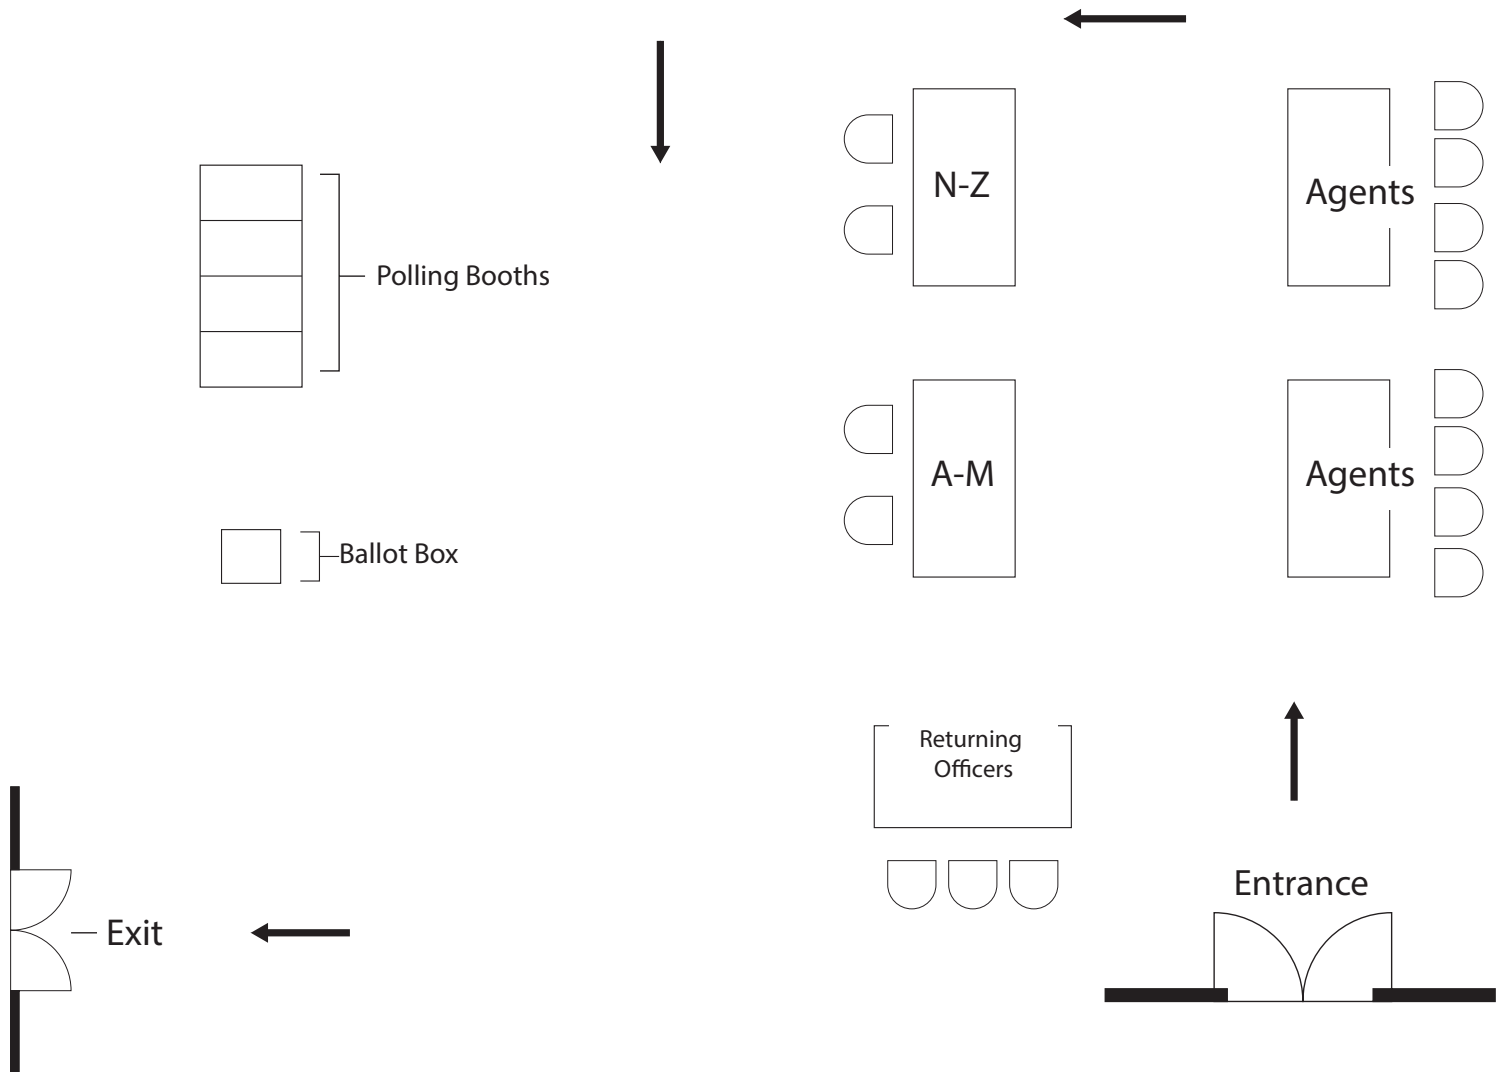 N-Z
Agents
Polling Booths
A-M
Agents
Ballot Box
Returning
Officers
Entrance
Exit